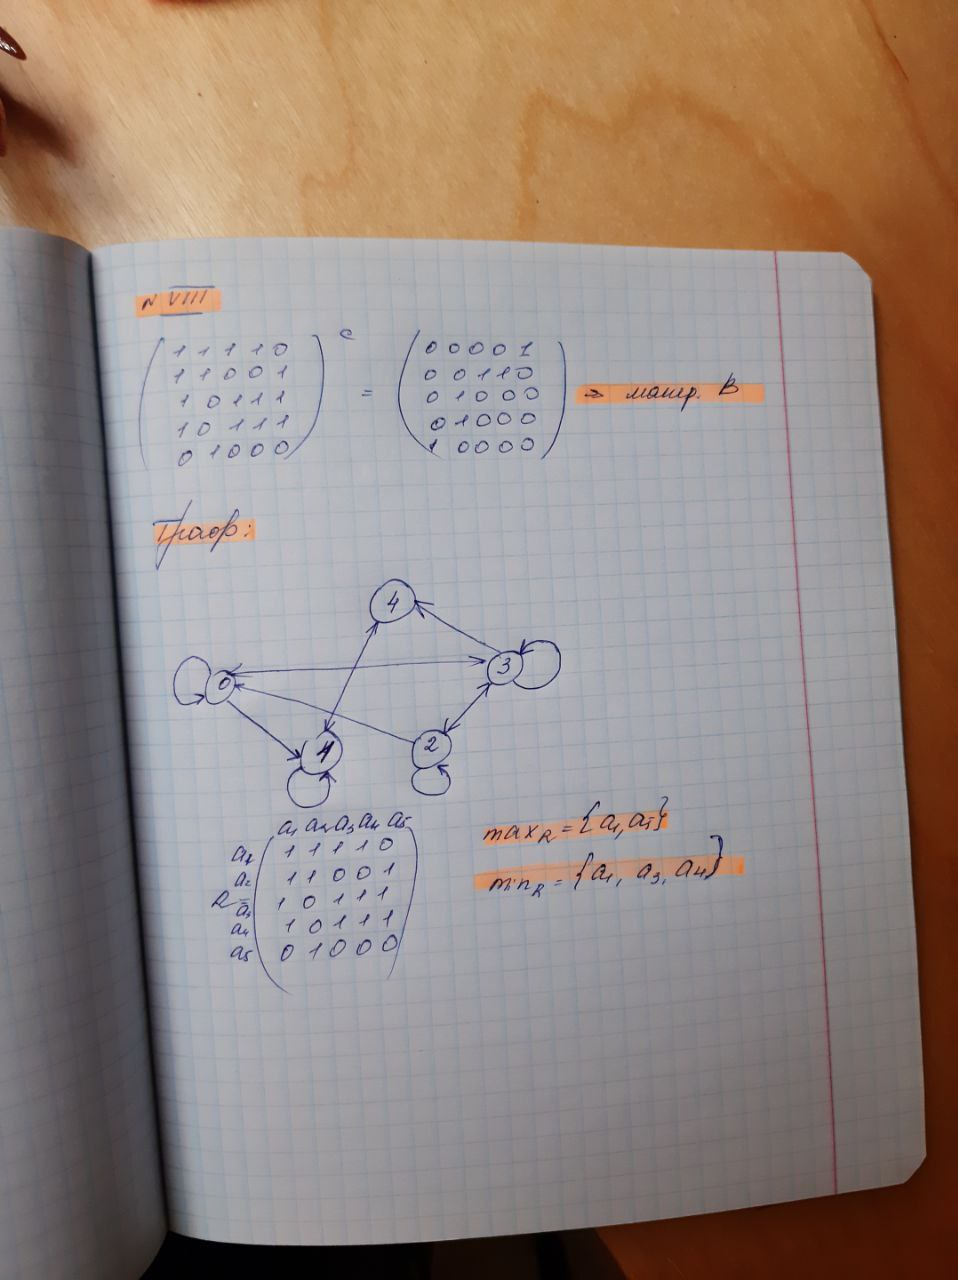 N VIII
1 1 1 1 0
1 1 0 0 1
1 0 1 1 1
1 0 1 1 1
0 1 0 0 0
c
=
0 0 0 0 1
0 0 1 1 0
0 1 0 0 0
0 1 0 0 0
1 0 0 0 0
⇒ матр. B
Граф:
4
0
3
2
a₁ a₂ a₃ a₄ a₅
a₁ 1 1 1 1 0
a₂ 1 1 0 0 1
R = a₃ 1 0 1 1 1
a₄ 1 0 1 1 1
a₅ 0 1 0 0 0
max_R = {a₁, a₅}
min_R = {a₁, a₃, a₄}